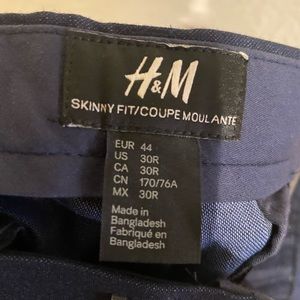 H&M
SKINNY FIT/COUPE MOULANTE
EUR 44
US 30R
CA 30R
CN 170/76A
MX 30R
Made in
Bangladesh
Fabriqué en
Bangladesh